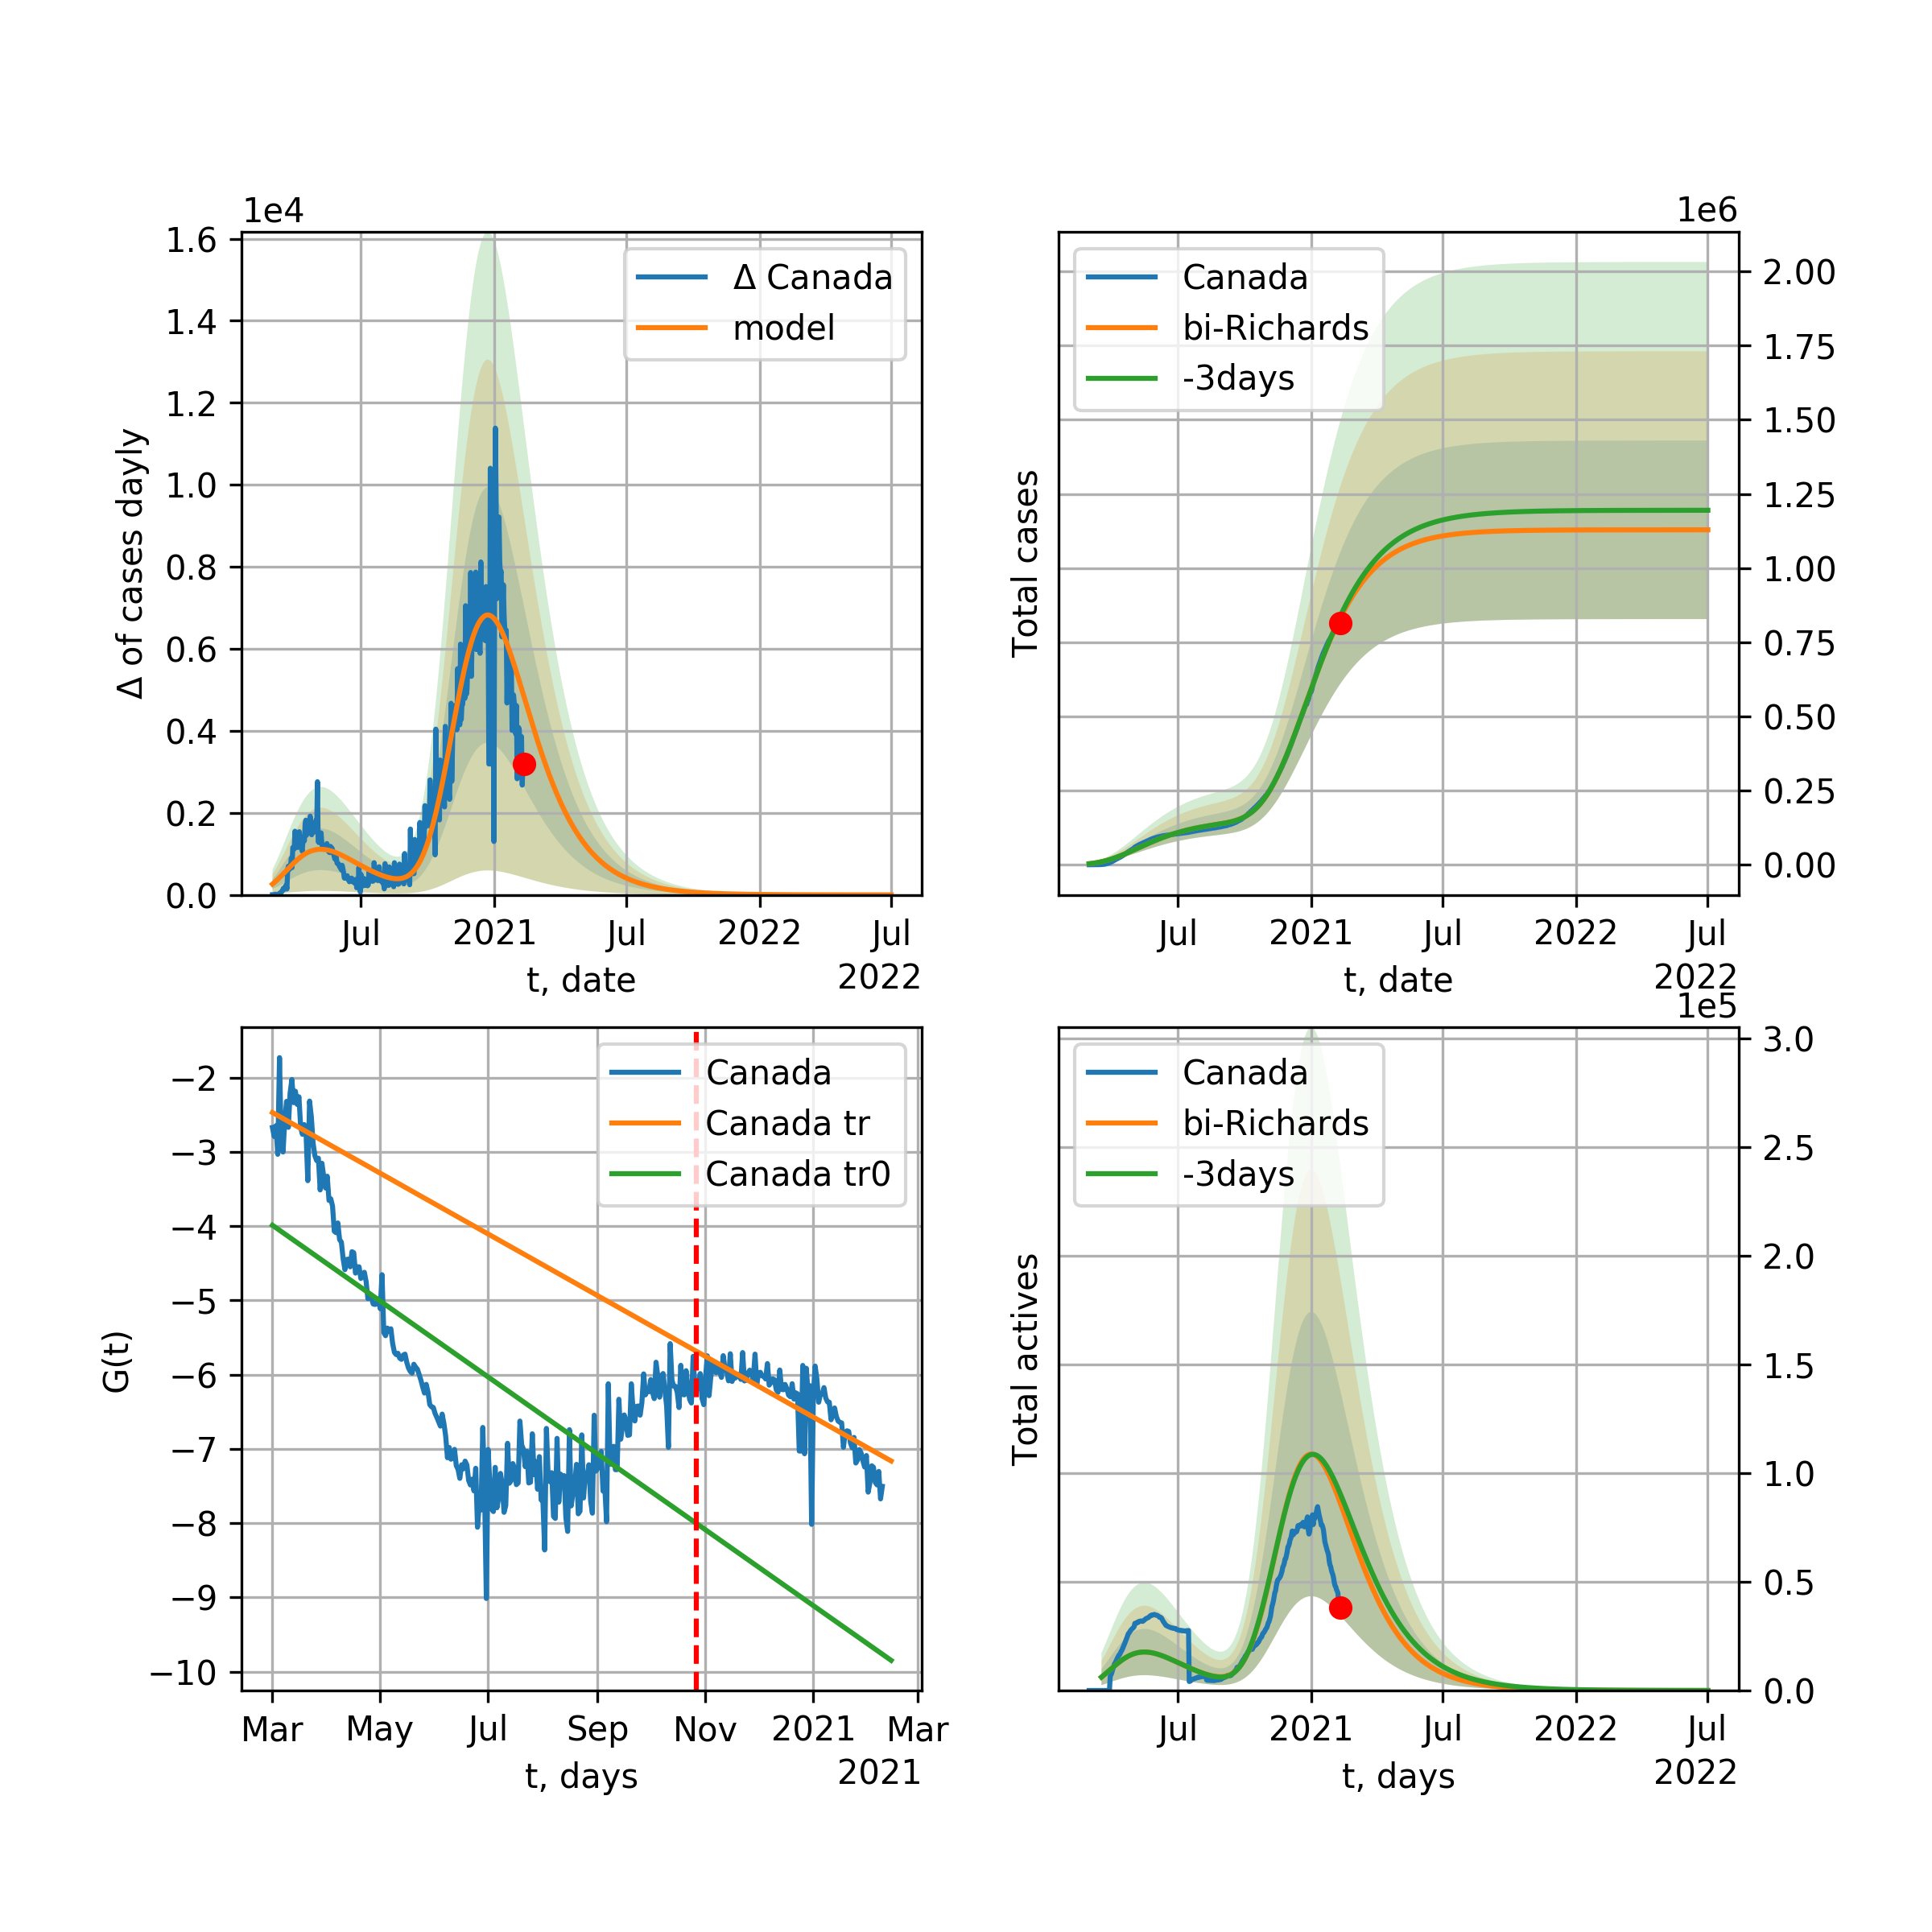 1e4
1.6
1.4
1.2
1.0
0.8
0.6
0.4
0.2
0.0
Δ of cases dayly
Δ Canada
model
Jul
2021
Jul
2022
Jul
2022
t, date
1e6
Canada
bi-Richards
-3days
Total cases
2.00
1.75
1.50
1.25
1.00
0.75
0.50
0.25
0.00
Jul
2021
Jul
2022
Jul
2022
t, date
−2
−3
−4
−5
−6
−7
−8
−9
−10
G(t)
Canada
Canada tr
Canada tr0
Mar
May
Jul
Sep
Nov
2021
Mar
2021
t, days
1e5
Canada
bi-Richards
-3days
Total actives
3.0
2.5
2.0
1.5
1.0
0.5
0.0
Jul
2021
Jul
2022
Jul
2022
t, days